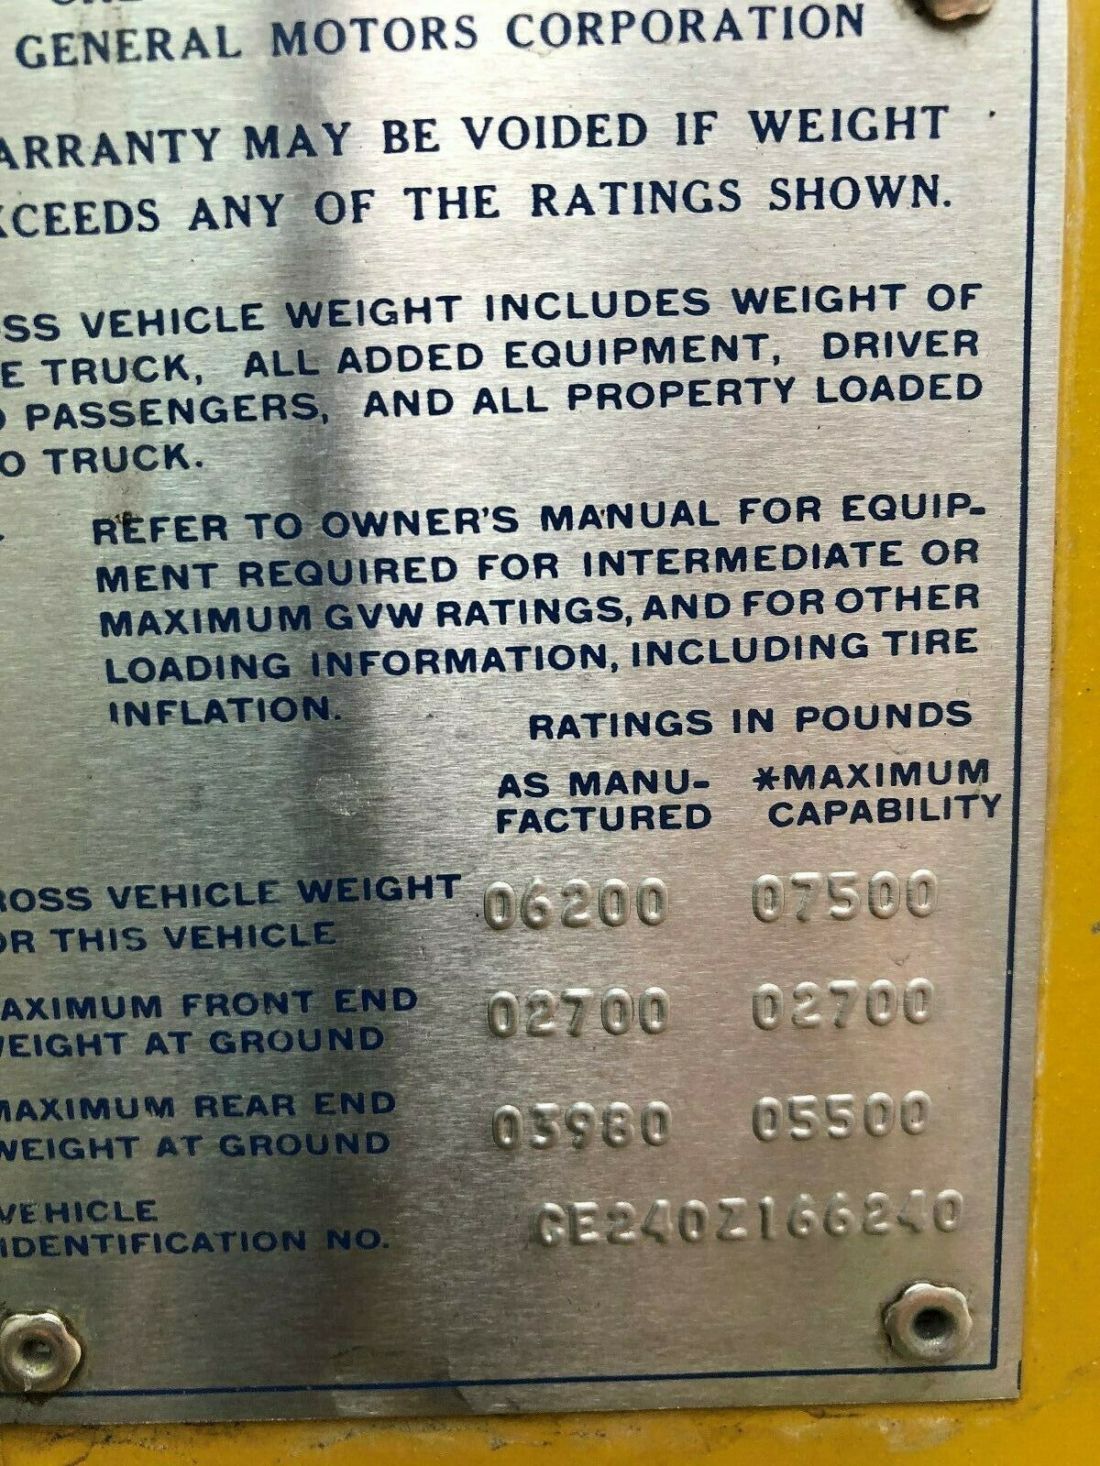 GENERAL MOTORS CORPORATION
ARRANTY MAY BE VOIDED IF WEIGHT
XCEEDS ANY OF THE RATINGS SHOWN.
OSS VEHICLE WEIGHT INCLUDES WEIGHT OF
E TRUCK, ALL ADDED EQUIPMENT, DRIVER
D PASSENGERS, AND ALL PROPERTY LOADED
O TRUCK.
REFER TO OWNER'S MANUAL FOR EQUIP-
MENT REQUIRED FOR INTERMEDIATE OR
MAXIMUM GVW RATINGS, AND FOR OTHER
LOADING INFORMATION, INCLUDING TIRE
INFLATION.
RATINGS IN POUNDS
AS MANU- *MAXIMUM
FACTURED CAPABILITY
ROSS VEHICLE WEIGHT 06200 07500
OR THIS VEHICLE
AXIMUM FRONT END 02700 02700
WEIGHT AT GROUND
MAXIMUM REAR END 03980 05500
WEIGHT AT GROUND
VEHICLE
IDENTIFICATION NO. CE240Z166240